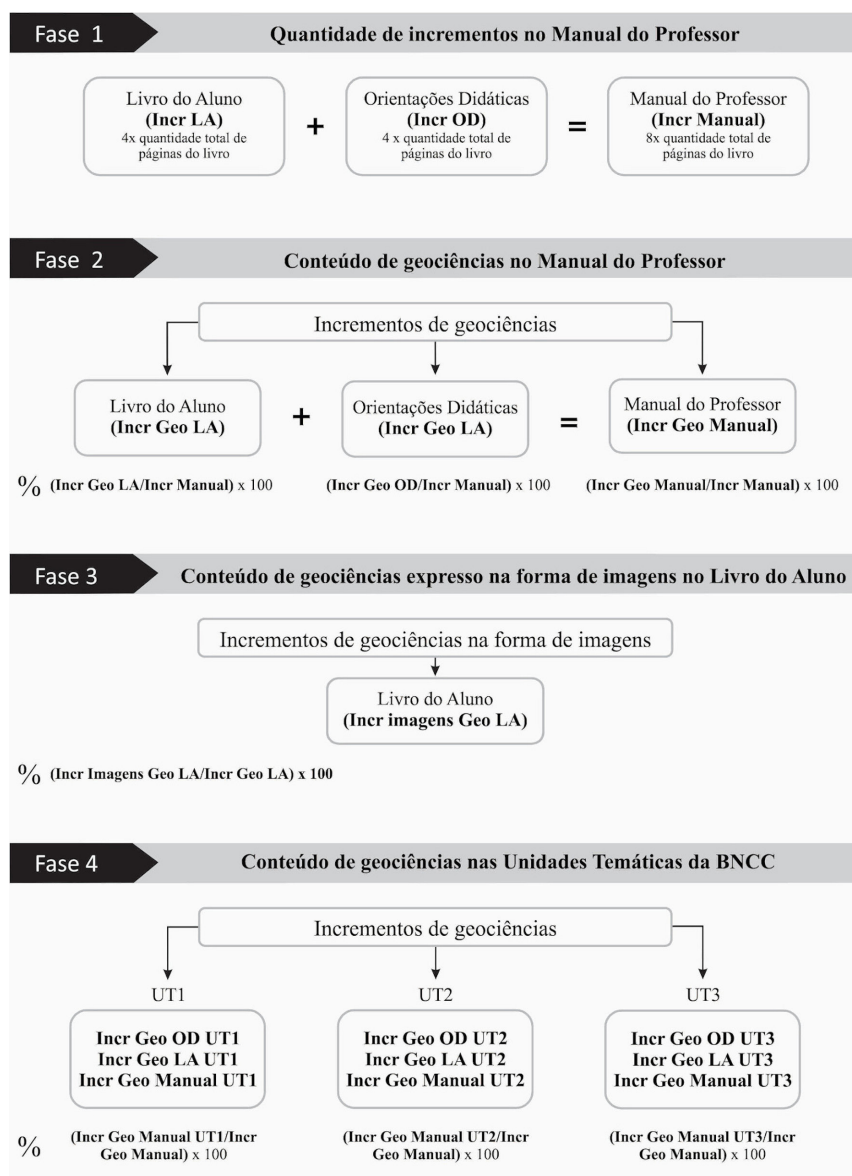 Fase 1
Quantidade de incrementos no Manual do Professor
Livro do Aluno
(Incr LA)
4x quantidade total de
páginas do livro
+
Orientações Didáticas
(Incr OD)
4 x quantidade total de
páginas do livro
=
Manual do Professor
(Incr Manual)
8x quantidade total de
páginas do livro
Fase 2
Conteúdo de geociências no Manual do Professor
Incrementos de geociências
Livro do Aluno
(Incr Geo LA)
+
Orientações Didáticas
(Incr Geo LA)
=
Manual do Professor
(Incr Geo Manual)
% (Incr Geo LA/Incr Manual) x 100
(Incr Geo OD/Incr Manual) x 100
(Incr Geo Manual/Incr Manual) x 100
Fase 3
Conteúdo de geociências expresso na forma de imagens no Livro do Aluno
Incrementos de geociências na forma de imagens
Livro do Aluno
(Incr imagens Geo LA)
% (Incr Imagens Geo LA/Incr Geo LA) x 100
Fase 4
Conteúdo de geociências nas Unidades Temáticas da BNCC
Incrementos de geociências
UT1
Incr Geo OD UT1
Incr Geo LA UT1
Incr Geo Manual UT1
UT2
Incr Geo OD UT2
Incr Geo LA UT2
Incr Geo Manual UT2
UT3
Incr Geo OD UT3
Incr Geo LA UT3
Incr Geo Manual UT3
%
(Incr Geo Manual UT1/Incr
Geo Manual) x 100
(Incr Geo Manual UT2/Incr
Geo Manual) x 100
(Incr Geo Manual UT3/Incr
Geo Manual) x 100